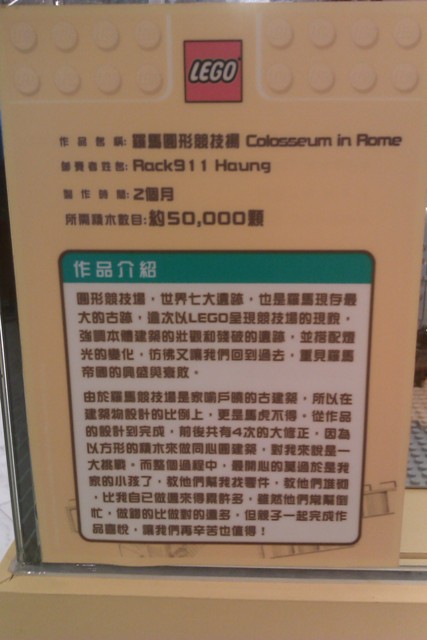 LEGO
作品名稱: 羅馬圓形競技場 Colosseum in Rome
參賽者姓名: Rack911 Haung
製作時間: 2個月
所需積木數目: 約50,000顆
作品介紹
圓形競技場，世界七大遺跡，也是羅馬現存最
大的古蹟，這次以LEGO呈現競技場的現貌，
強調本體建築的壯觀和殘破的遺跡，並搭配燈
光的變化，仿彿又讓我們回到過去，重見羅馬
帝國的興盛與衰敗。
由於羅馬競技場是家喻戶曉的古建築，所以在
建築物設計的比例上，更是馬虎不得。從作品
的設計到完成，前後共有4次的大修正，因為
以方形的積木來做同心圓建築，對我來說是一
大挑戰。而整個過程中，最開心的莫過於是我
家的小孩了，教他們幫我找零件，教他們堆砌
，比我自已做還來得累許多，雖然他們常幫倒
忙，做錯的比做對的還多，但親子一起完成作
品喜悅，讓我們再辛苦也值得！